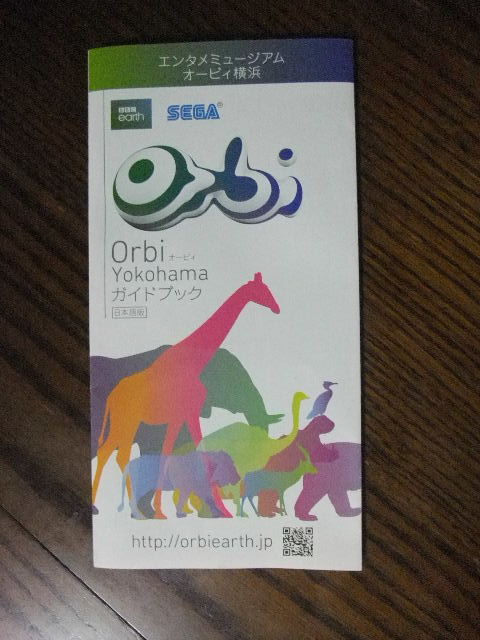 エンタメミュージアム
オービィ横浜
BBC
earth
SEGA®
Orbi
Orbi オービィ
Yokohama
ガイドブック
日本語版
http://orbiearth.jp